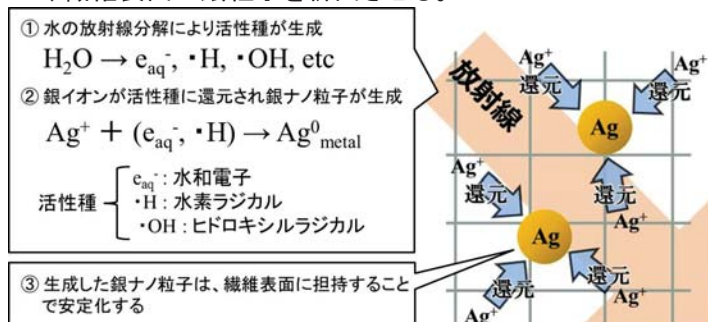 ① 水の放射線分解により活性種が生成
H₂O → eₐq⁻, ･H, ･OH, etc
② 銀イオンが活性種に還元され銀ナノ粒子が生成
Ag⁺ + (eₐq⁻, ･H) → Ag⁰metal
活性種
eₐq⁻ : 水和電子
･H : 水素ラジカル
･OH : ヒドロキシルラジカル
③ 生成した銀ナノ粒子は、繊維表面に担持すること
で安定化する
放射線
Ag⁺
還元
Ag⁺
還元
Ag
Ag⁺
還元
還元
Ag⁺
Ag
還元
Ag⁺
還元
Ag⁺